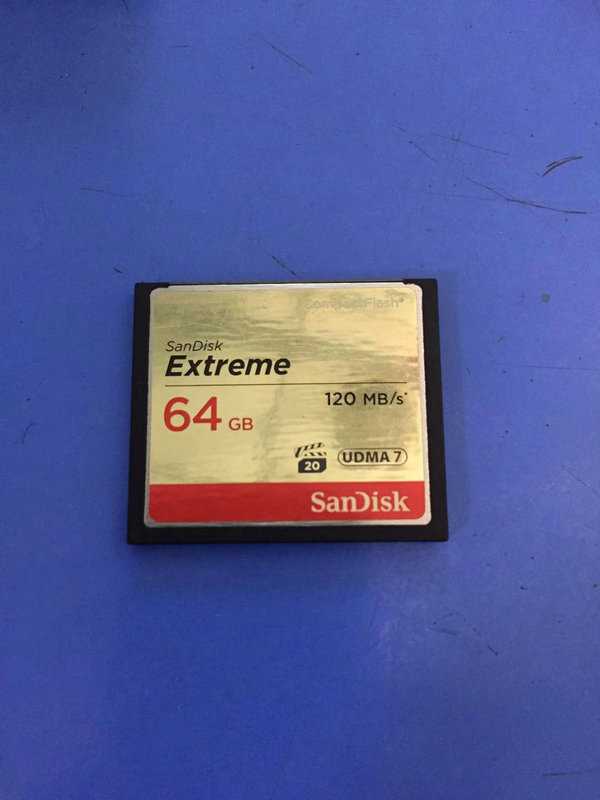 CompactFlash®
SanDisk
Extreme
120 MB/s*
64 GB
20
UDMA 7
SanDisk